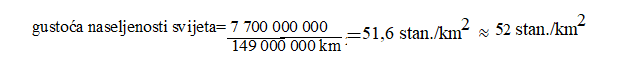 gustoća naseljenosti svijeta= 7 700 000 000 / 149 000 000 km =51,6 stan./km² ≈ 52 stan./km²